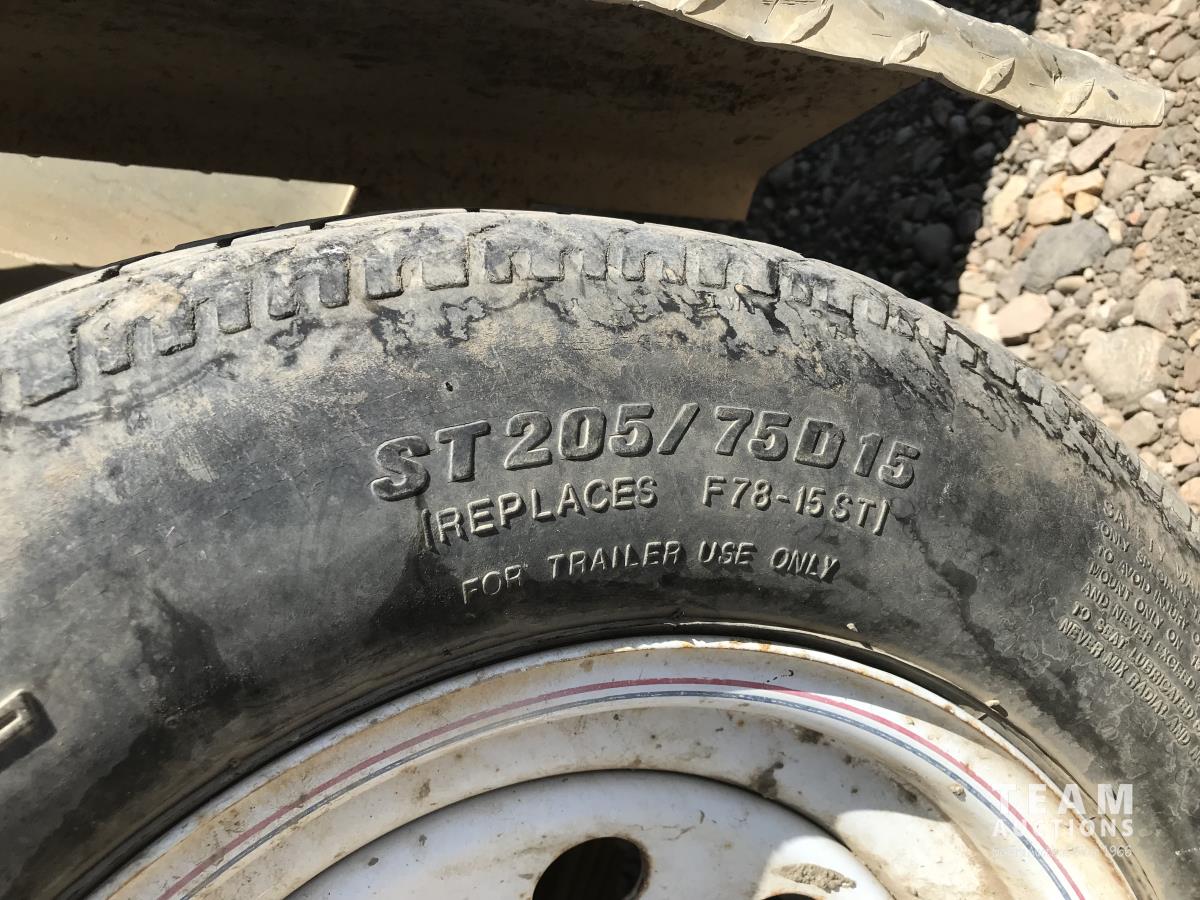 ST205/75D15
(REPLACES F78-15ST)
FOR TRAILER USE ONLY
TO AVOID INJURY
MOUNT ONLY ON
AND NEVER EXCEED
TO SEAT LUBRICATED
NEVER MIX RADIAL AND
TEAM
AUCTIONS